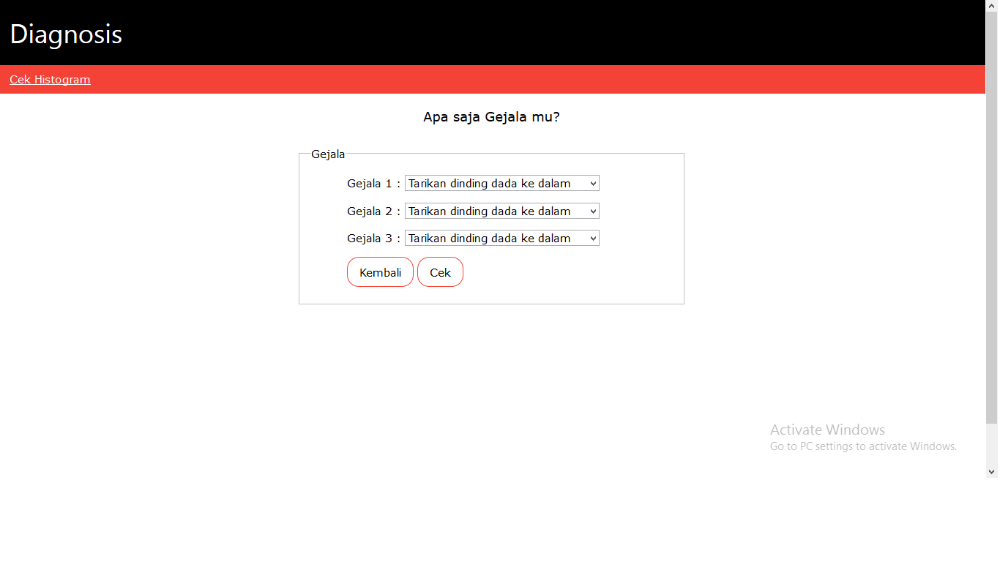 Diagnosis
Cek Histogram
Apa saja Gejala mu?
Gejala
Gejala 1 : Tarikan dinding dada ke dalam
Gejala 2 : Tarikan dinding dada ke dalam
Gejala 3 : Tarikan dinding dada ke dalam
Kembali Cek
Activate Windows
Go to PC settings to activate Windows.